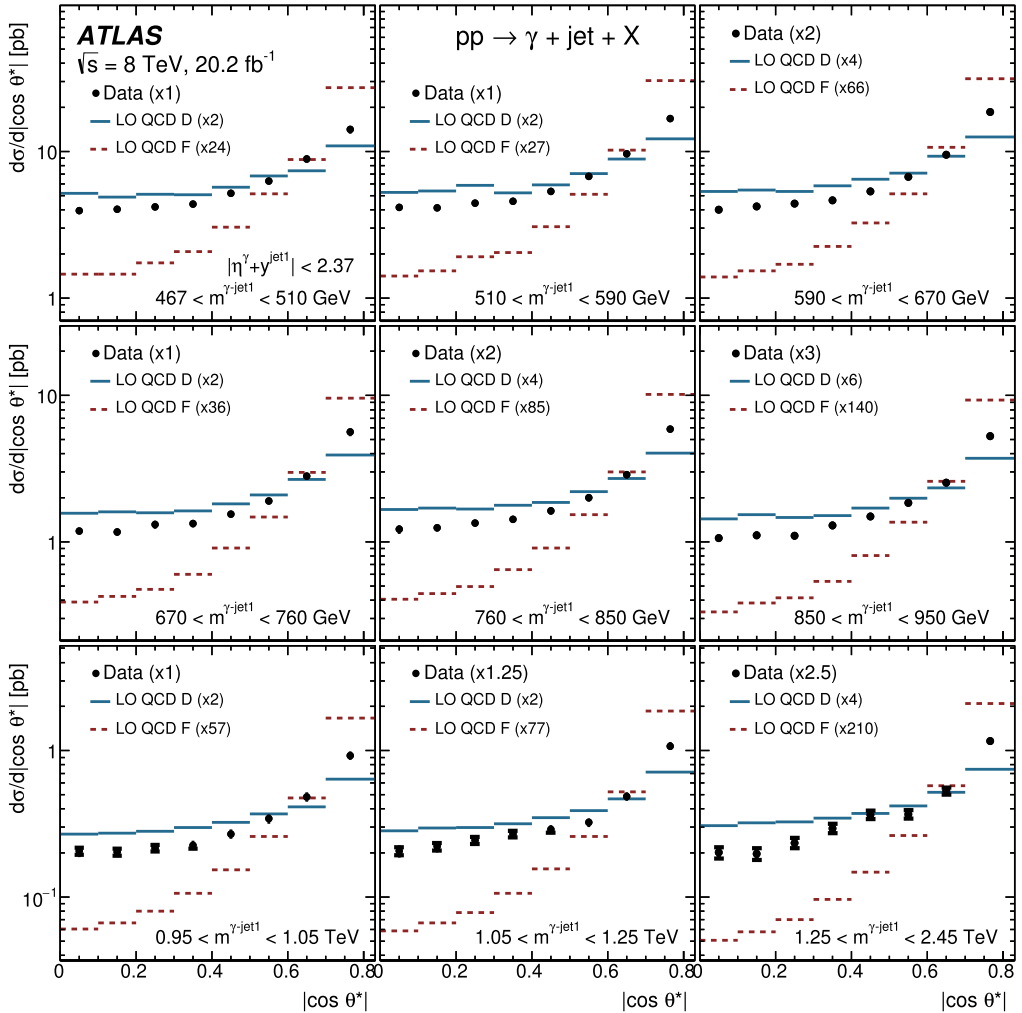 dσ/d|cos θ*| [pb]
ATLAS
√s = 8 TeV, 20.2 fb⁻¹
Data (x1)
LO QCD D (x2)
LO QCD F (x24)
|η^γ+y^jet1| < 2.37
467 < m^γ-jet1 < 510 GeV
10
1
pp → γ + jet + X
Data (x1)
LO QCD D (x2)
LO QCD F (x27)
510 < m^γ-jet1 < 590 GeV
Data (x2)
LO QCD D (x4)
LO QCD F (x66)
590 < m^γ-jet1 < 670 GeV
dσ/d|cos θ*| [pb]
10
1
Data (x1)
LO QCD D (x2)
LO QCD F (x36)
670 < m^γ-jet1 < 760 GeV
Data (x2)
LO QCD D (x4)
LO QCD F (x85)
760 < m^γ-jet1 < 850 GeV
Data (x3)
LO QCD D (x6)
LO QCD F (x140)
850 < m^γ-jet1 < 950 GeV
dσ/d|cos θ*| [pb]
1
10⁻¹
Data (x1)
LO QCD D (x2)
LO QCD F (x57)
0.95 < m^γ-jet1 < 1.05 TeV
Data (x1.25)
LO QCD D (x2)
LO QCD F (x77)
1.05 < m^γ-jet1 < 1.25 TeV
Data (x2.5)
LO QCD D (x4)
LO QCD F (x210)
1.25 < m^γ-jet1 < 2.45 TeV
0 0.2 0.4 0.6 0.8
0.2 0.4 0.6 0.8
0.2 0.4 0.6 0.8
|cos θ*|
|cos θ*|
|cos θ*|